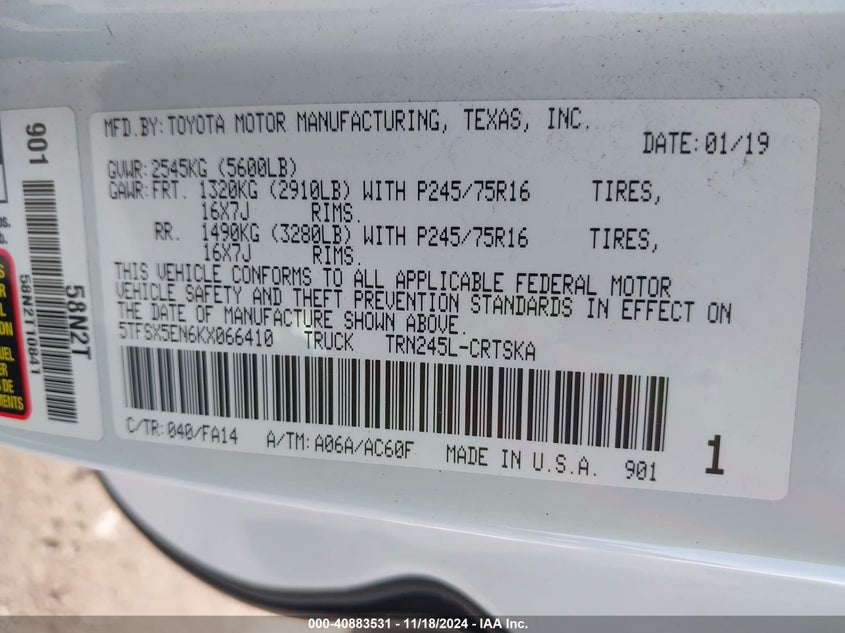 MFD.BY:TOYOTA MOTOR MANUFACTURING, TEXAS, INC.
DATE:01/19
GVWR:2545KG (5600LB)
GAWR:FRT. 1320KG (2910LB) WITH P245/75R16 TIRES,
16X7J RIMS.
RR. 1490KG (3280LB) WITH P245/75R16 TIRES,
16X7J RIMS.
THIS VEHICLE CONFORMS TO ALL APPLICABLE FEDERAL MOTOR
VEHICLE SAFETY AND THEFT PREVENTION STANDARDS IN EFFECT ON
THE DATE OF MANUFACTURE SHOWN ABOVE.
5TFSX5EN6KX066410 TRUCK TRN245L-CRTSKA
C/TR:040/FA14 A/TM:A06A/AC60F MADE IN U.S.A. 901 1
901
58N2T10841
58N2T
000-40883531 - 11/18/2024 - IAA Inc.